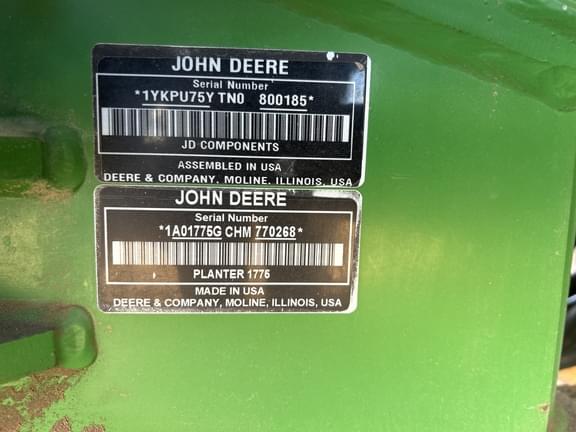 JOHN DEERE
Serial Number
*1YKPU75Y TN0 800185*
JD COMPONENTS
ASSEMBLED IN USA
DEERE & COMPANY, MOLINE, ILLINOIS, USA
JOHN DEERE
Serial Number
*1A01775G CHM 770268*
PLANTER 1775
MADE IN USA
DEERE & COMPANY, MOLINE, ILLINOIS, USA